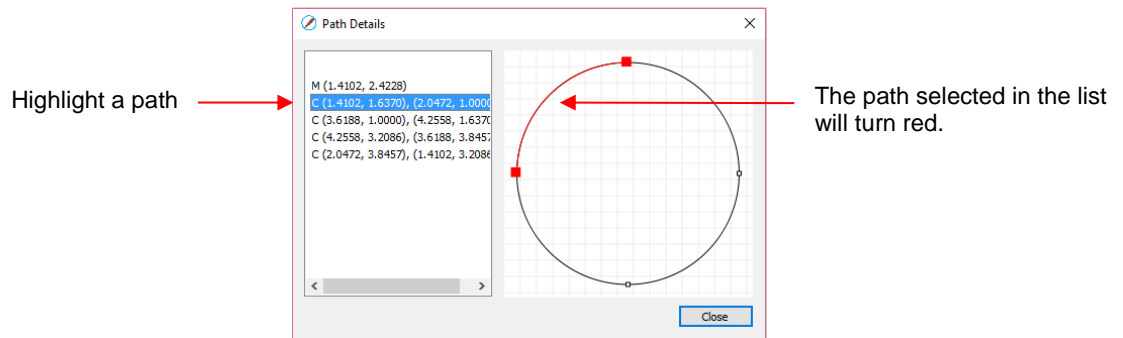 Path Details
M (1.4102, 2.4228)
C (1.4102, 1.6370), (2.0472, 1.0000
C (3.6188, 1.0000), (4.2558, 1.6370
C (4.2558, 3.2086), (3.6188, 3.8457
C (2.0472, 3.8457), (1.4102, 3.2086
Highlight a path
The path selected in the list
will turn red.
Close